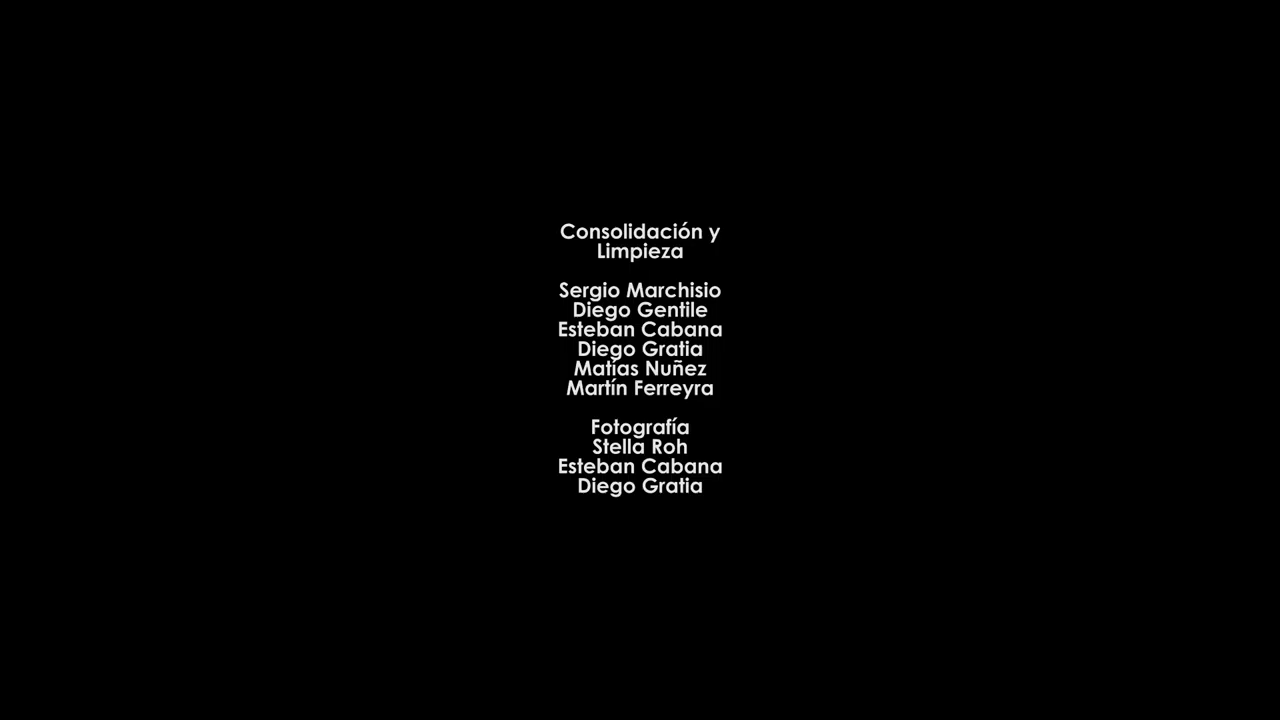 Consolidación y
Limpieza
Sergio Marchisio
Diego Gentile
Esteban Cabana
Diego Gratia
Matías Nuñez
Martín Ferreyra
Fotografía
Stella Roh
Esteban Cabana
Diego Gratia